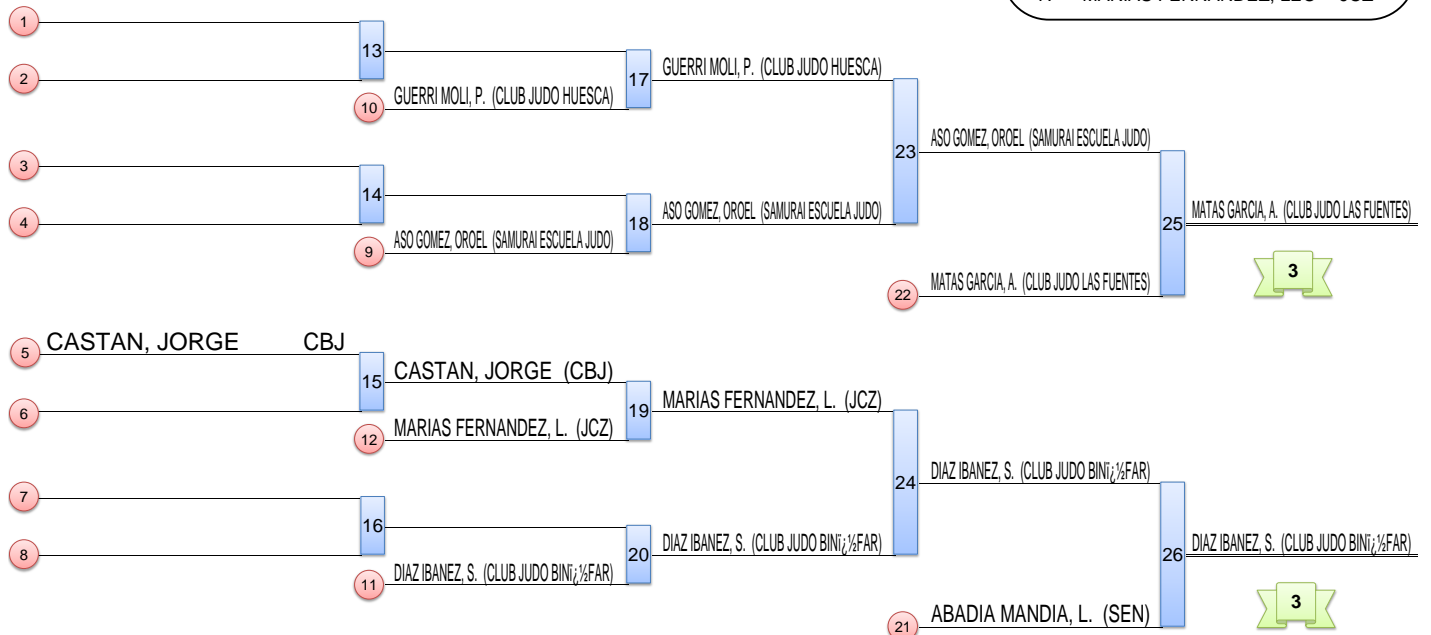 MARIAS FERNANDEZ,
1
13
GUERRI MOLI, P. (CLUB JUDO HUESCA)
17
2
10
GUERRI MOLI, P. (CLUB JUDO HUESCA)
ASO GOMEZ, OROEL (SAMURAI ESCUELA JUDO)
23
3
14
4
18
ASO GOMEZ, OROEL (SAMURAI ESCUELA JUDO)
MATAS GARCIA, A. (CLUB JUDO LAS FUENTES)
25
9
ASO GOMEZ, OROEL (SAMURAI ESCUELA JUDO)
3
22
MATAS GARCIA, A. (CLUB JUDO LAS FUENTES)
5
CASTAN, JORGE CBJ
15
CASTAN, JORGE (CBJ)
19
MARIAS FERNANDEZ, L. (JCZ)
6
12
MARIAS FERNANDEZ, L. (JCZ)
24
DIAZ IBANEZ, S. (CLUB JUDO BINï¿½FAR)
7
16
8
20
DIAZ IBANEZ, S. (CLUB JUDO BINï¿½FAR)
26
DIAZ IBANEZ, S. (CLUB JUDO BINï¿½FAR)
11
DIAZ IBANEZ, S. (CLUB JUDO BINï¿½FAR)
3
21
ABADIA MANDIA, L. (SEN)